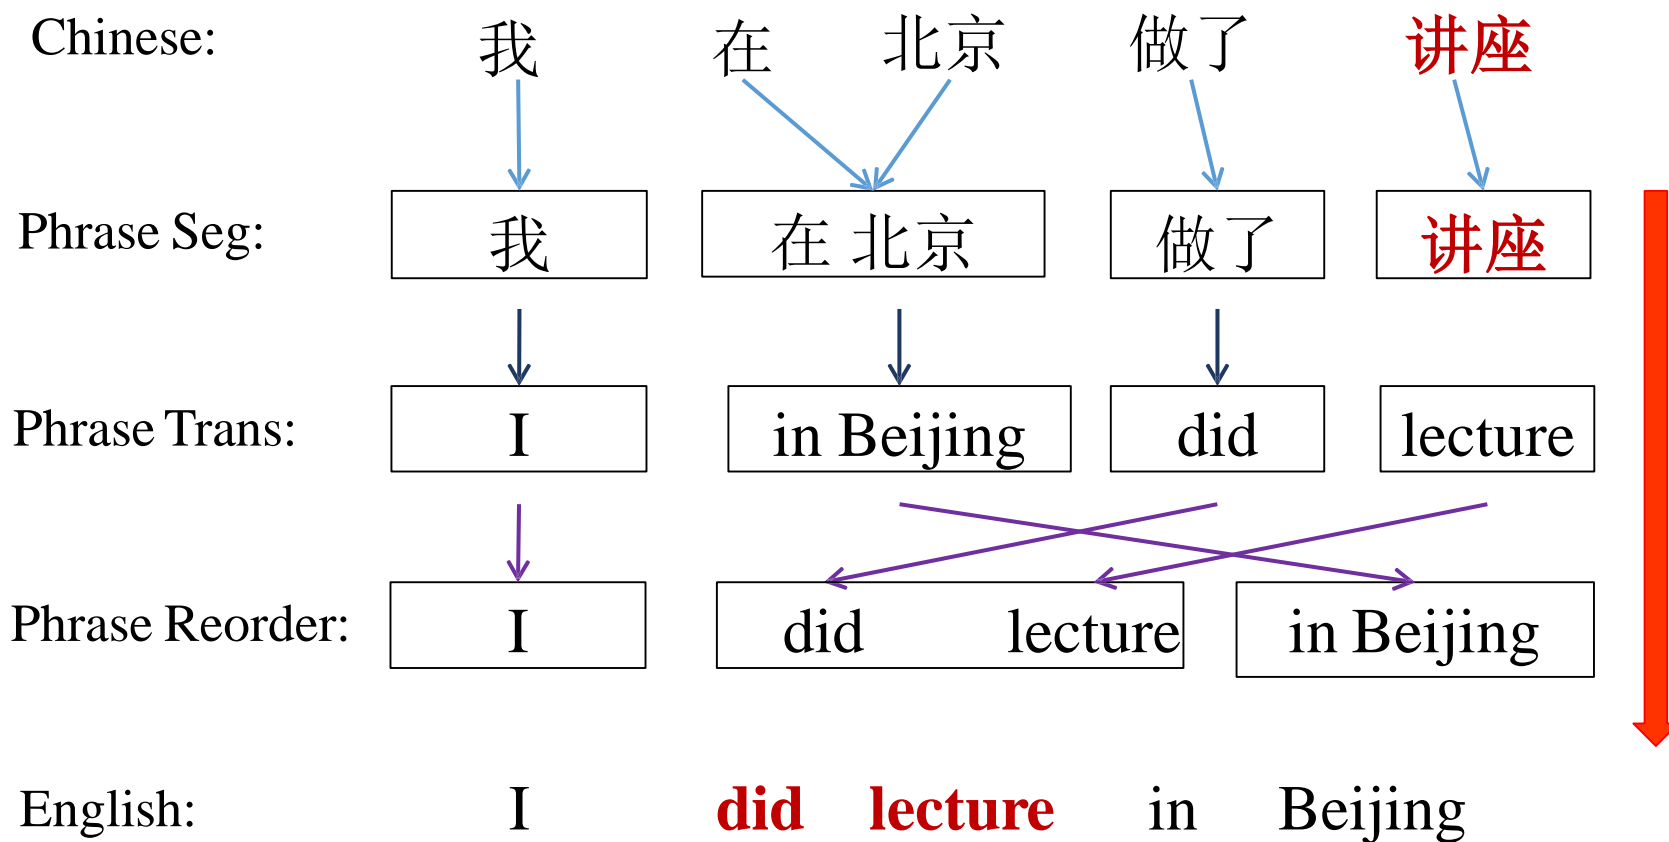 Chinese: 我 在 北京 做了 讲座
Phrase Seg: 我 在 北京 做了 讲座
Phrase Trans: I in Beijing did lecture
Phrase Reorder: I did lecture in Beijing
English: I did lecture in Beijing